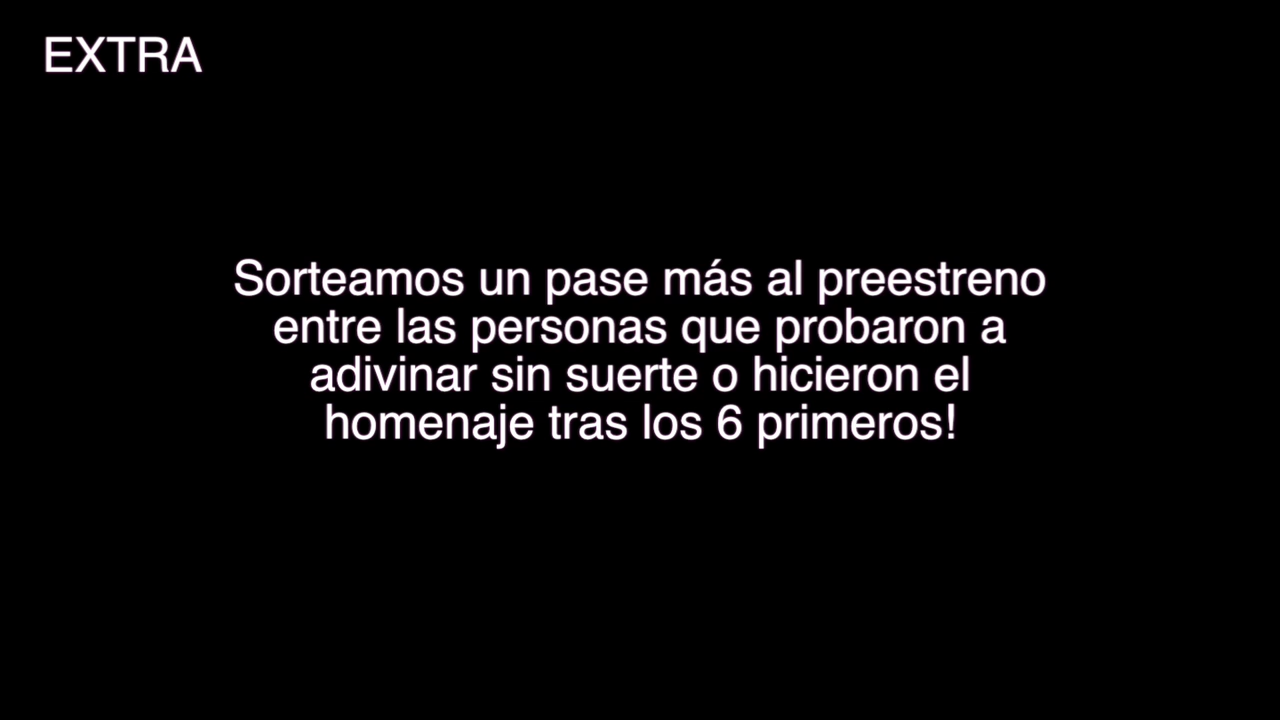 EXTRA
Sorteamos un pase más al preestreno
entre las personas que probaron a
adivinar sin suerte o hicieron el
homenaje tras los 6 primeros!